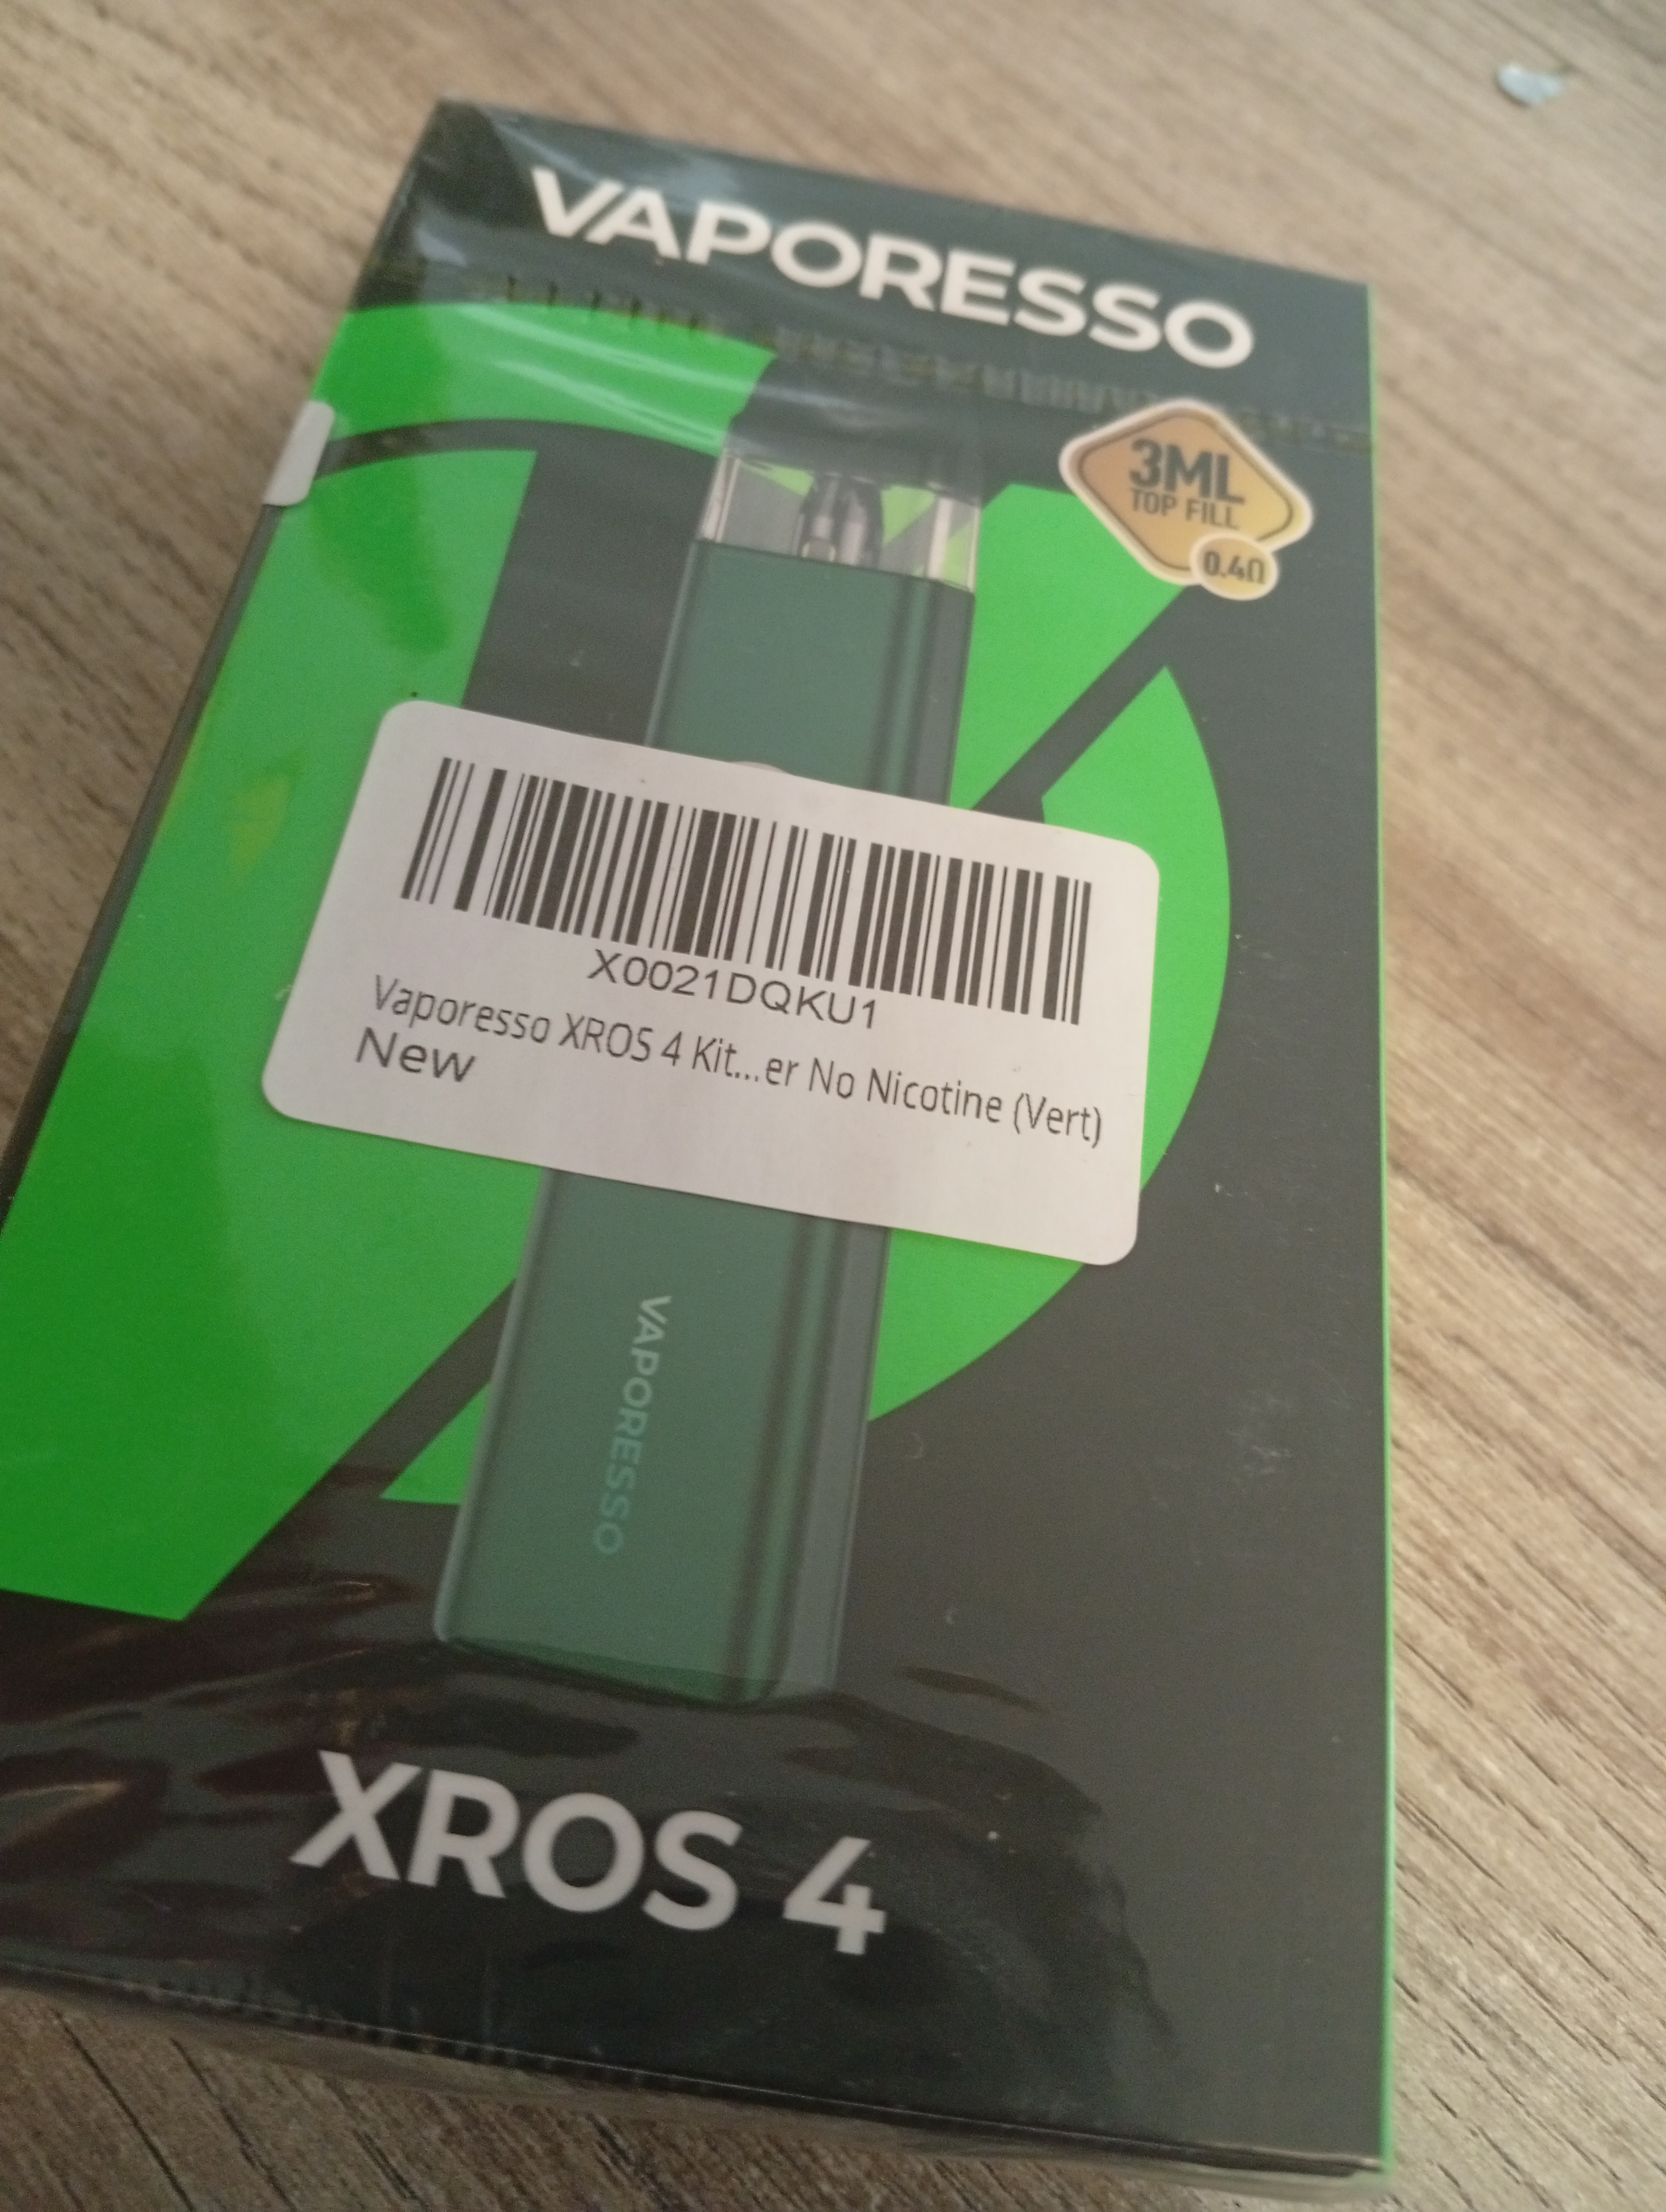 VAPORESSO
3ML
TOP FILL
0.4Ω
X0021DQKU1
Vaporesso XROS 4 Kit...er No Nicotine (Vert)
New
VAPORESSO
XROS 4